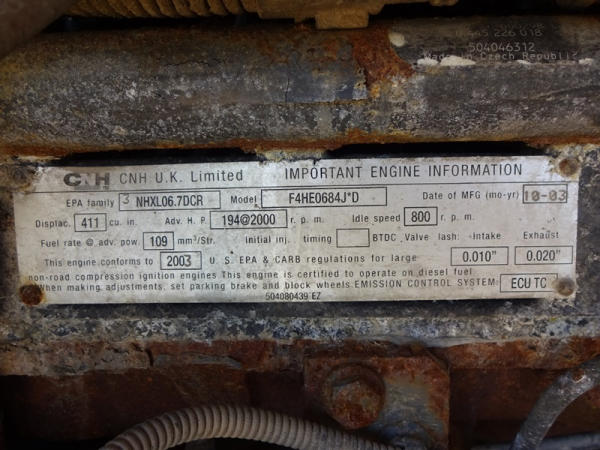 0 445 226 018
504046312
Made in Czech Republic
CNH CNH U.K. Limited IMPORTANT ENGINE INFORMATION
EPA family 3 NHXL06.7DCR Model F4HE0684J*D Date of MFG (mo-yr) 10-03
Displac. 411 cu. in. Adv. H. P. 194@2000 r. p. m. Idle speed 800 r. p. m.
Fuel rate @ adv. pow. 109 mm³/Str. Initial inj. timing BTDC. Valve lash: Intake 0.010" Exhaust 0.020"
This engine conforms to 2003 U. S. EPA & CARB regulations for large
non-road compression ignition engines This engine is certified to operate on diesel fuel.
When making adjustments, set parking brake and block wheels. EMISSION CONTROL SYSTEM: ECU TC
504080439 EZ